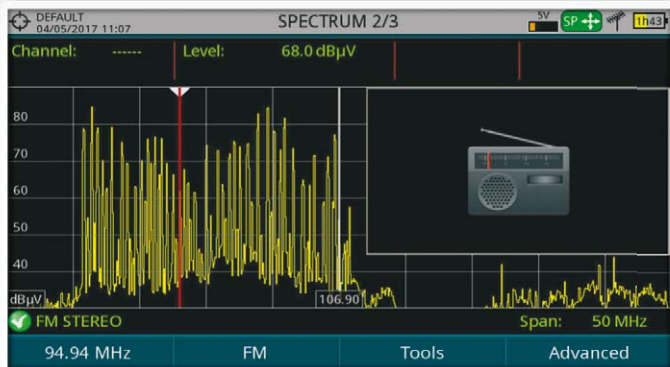 DEFAULT
04/05/2017 11:07
SPECTRUM 2/3
5V
SP
1h43
Channel: ------ Level: 68.0 dBµV
80
70
60
50
40
dBµV
106.90
FM STEREO
Span: 50 MHz
94.94 MHz FM Tools Advanced